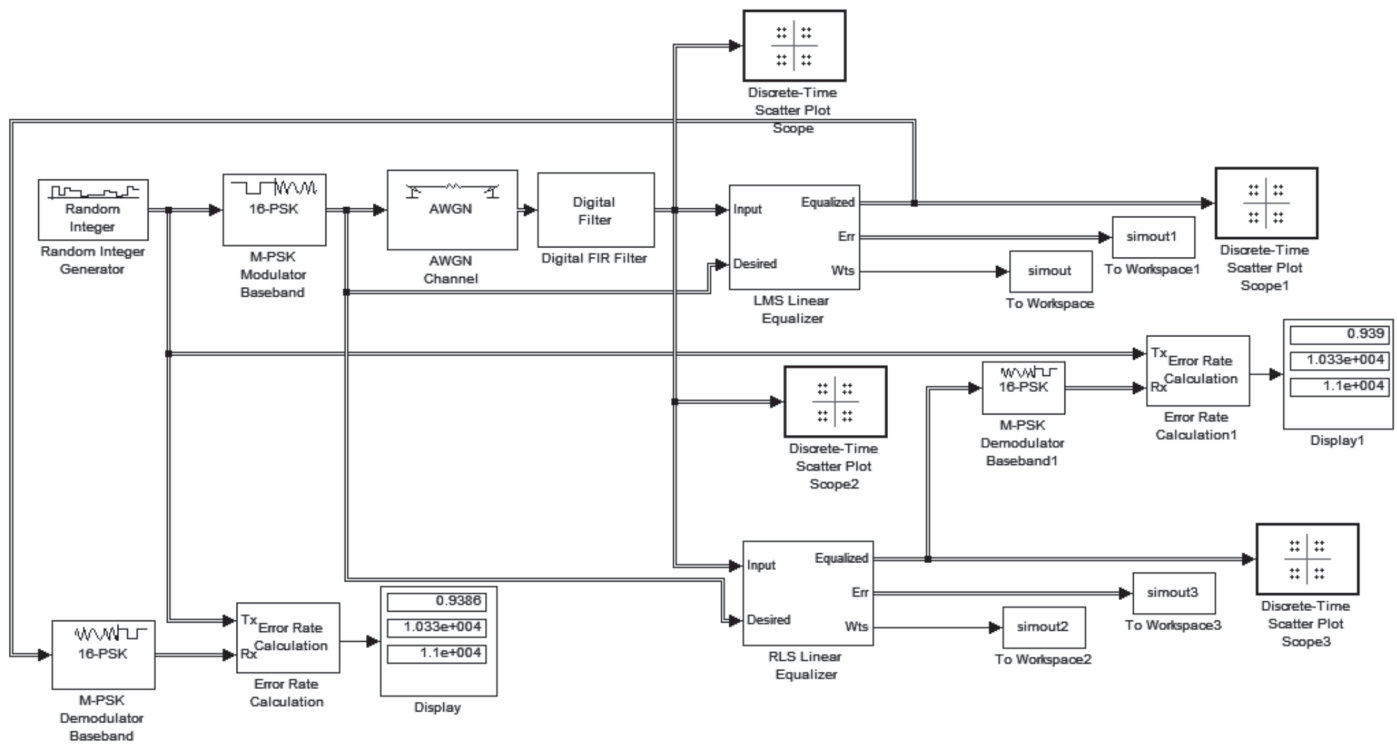 Discrete-Time
Scatter Plot
Scope
Random
Integer
Random Integer
Generator
16-PSK
M-PSK
Modulator
Baseband
AWGN
AWGN
Channel
Digital
Filter
Digital FIR Filter
Input
Desired
Equalized
Err
Wts
LMS Linear
Equalizer
simout
To Workspace
simout1
To Workspace1
Discrete-Time
Scatter Plot
Scope1
Discrete-Time
Scatter Plot
Scope2
16-PSK
M-PSK
Demodulator
Baseband1
Tx
Rx
Error Rate
Calculation
Error Rate
Calculation1
0.939
1.033e+004
1.1e+004
Display1
16-PSK
M-PSK
Demodulator
Baseband
Tx
Rx
Error Rate
Calculation
Error Rate
Calculation
0.9386
1.033e+004
1.1e+004
Display
Input
Desired
Equalized
Err
Wts
RLS Linear
Equalizer
simout2
To Workspace2
simout3
To Workspace3
Discrete-Time
Scatter Plot
Scope3